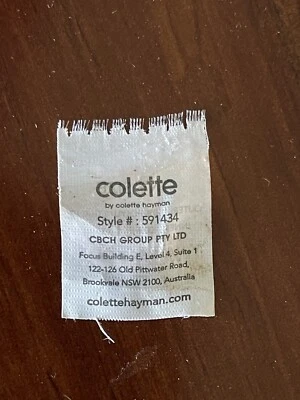 colette
by colette hayman
Style # : 591434
CBCH GROUP PTY LTD
Focus Building E, Level 4, Suite 1
122-126 Old Pittwater Road,
Brookvale NSW 2100, Australia
colettehayman.com